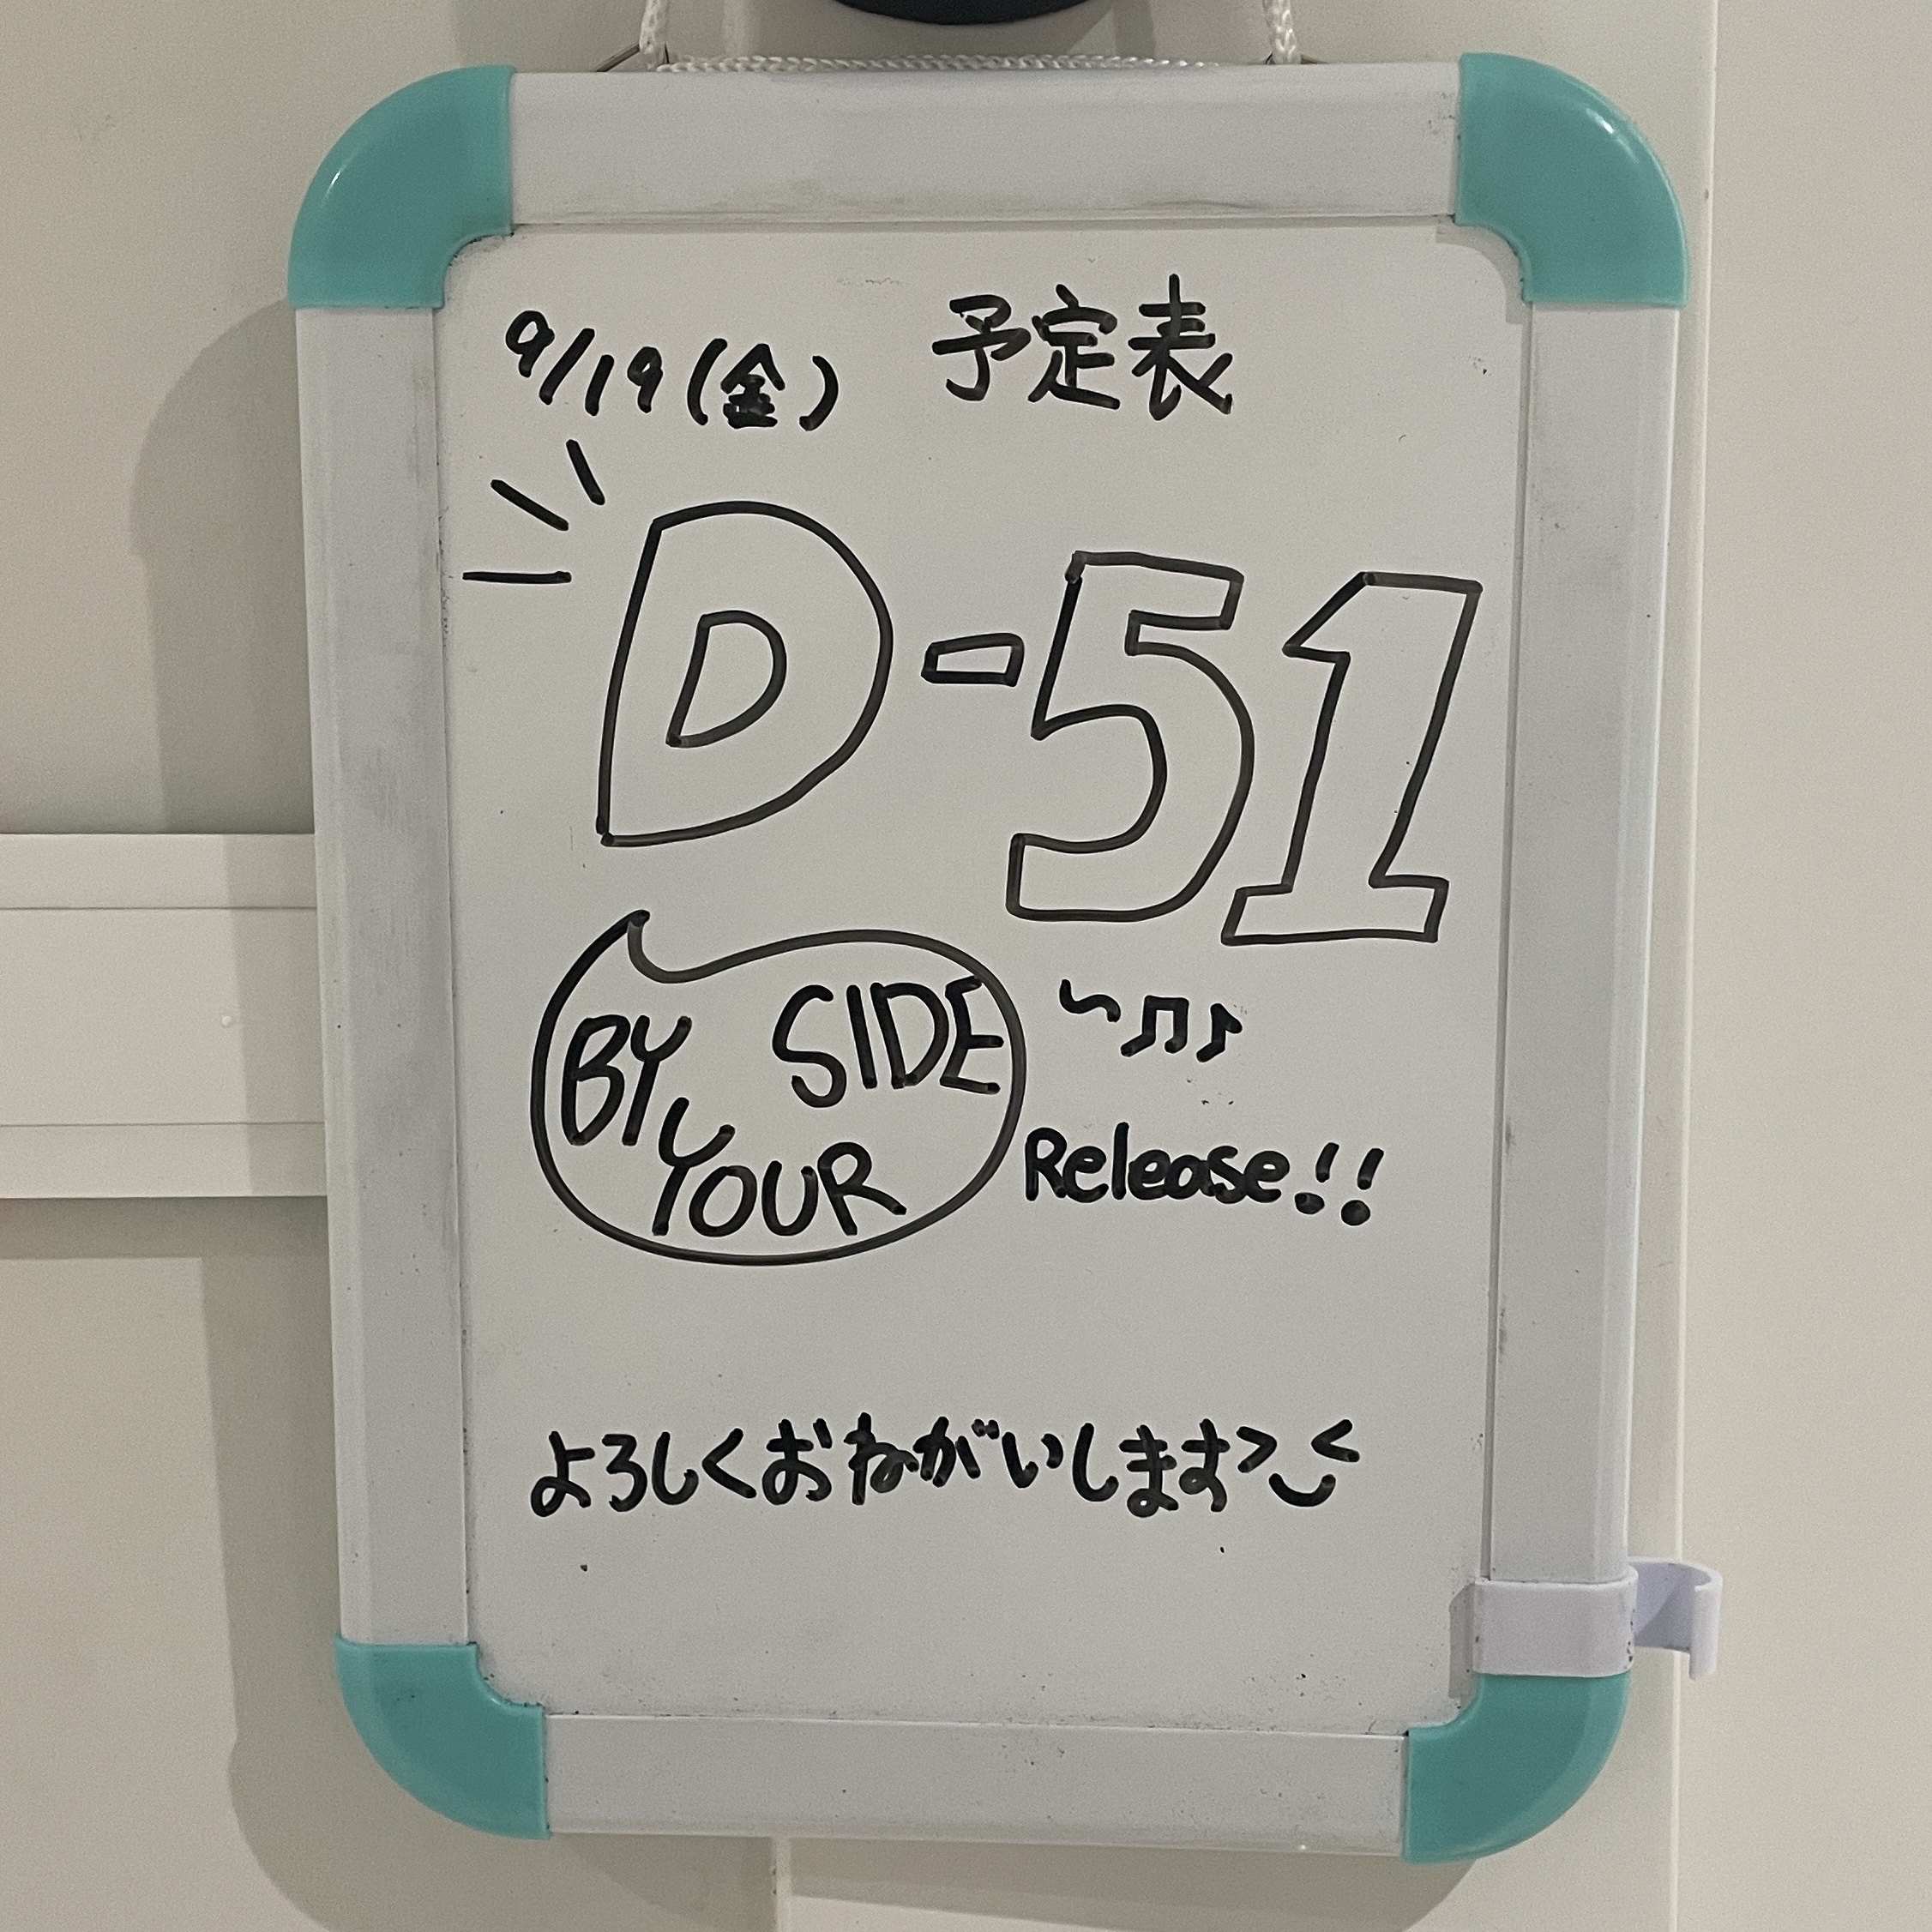 9/19(金) 予定表
D-51
BY YOUR SIDE 〜♫♪
Release!!
よろしくおねがいします>◡<